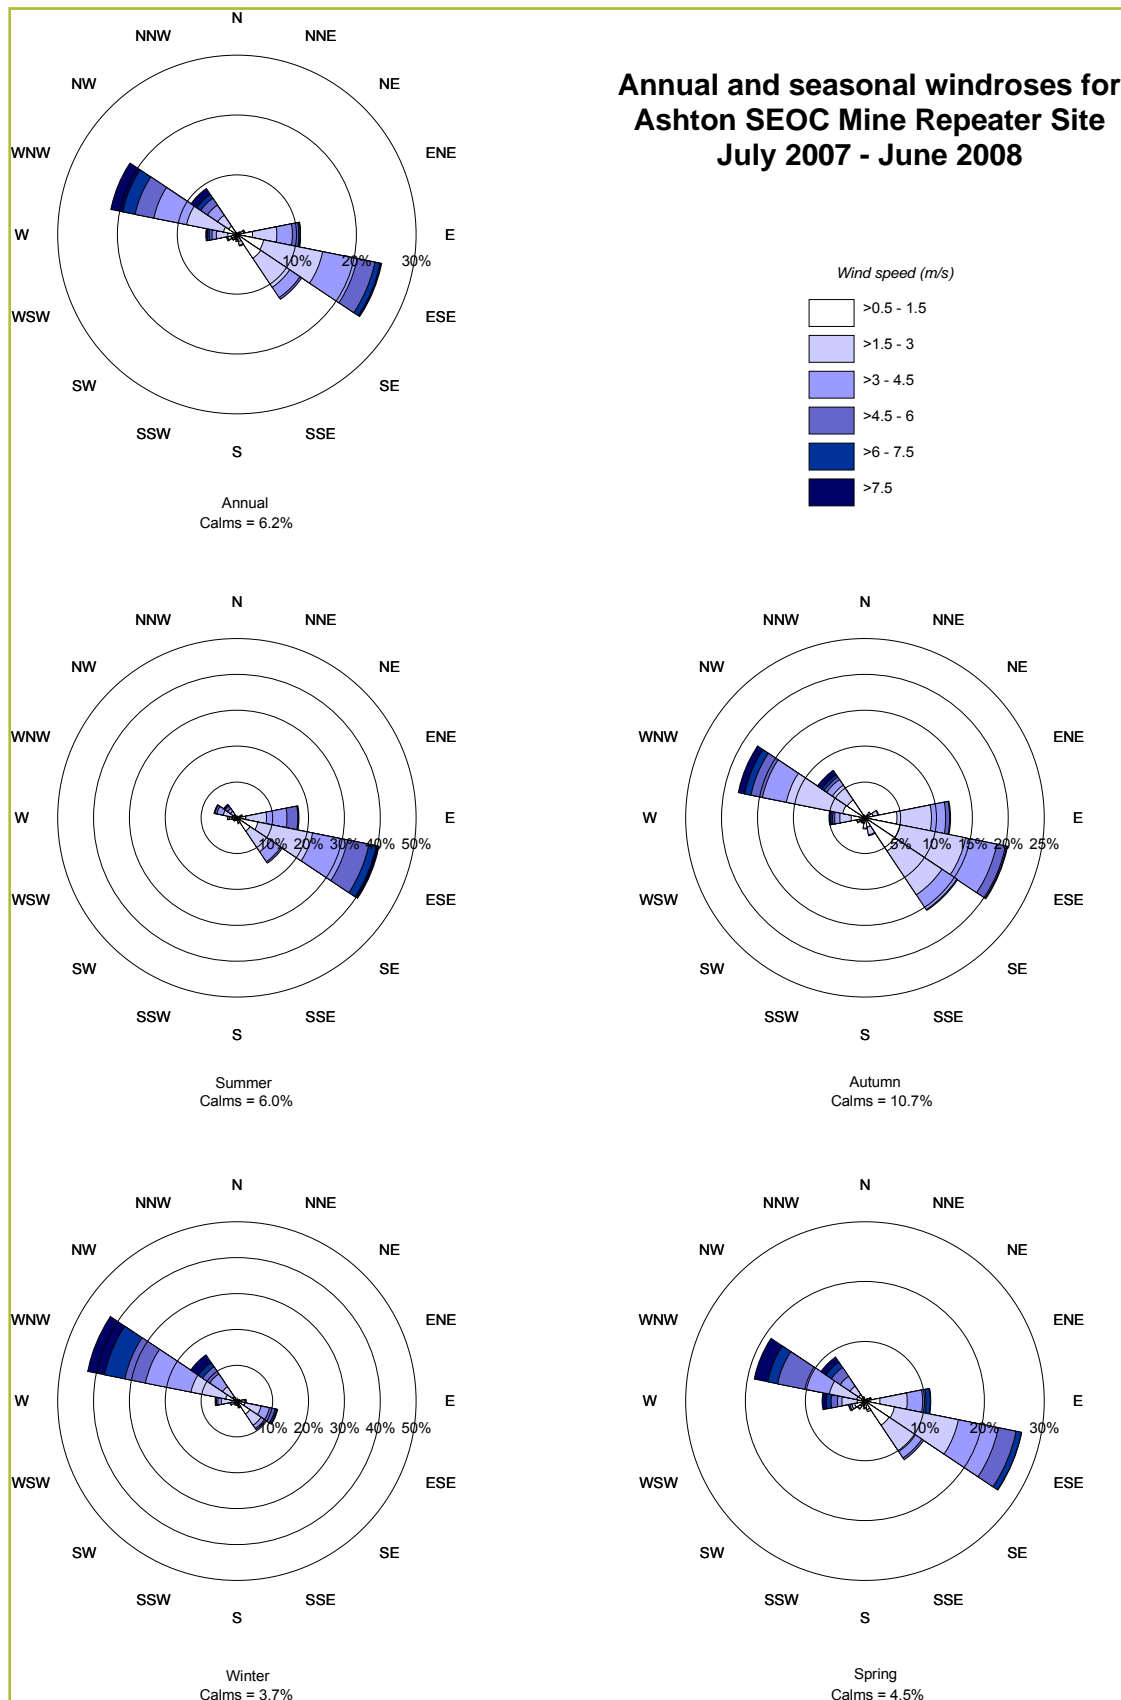 Annual and seasonal windroses for
Ashton SEOC Mine Repeater Site
July 2007 - June 2008
Wind speed (m/s)
>0.5 - 1.5
>1.5 - 3
>3 - 4.5
>4.5 - 6
>6 - 7.5
>7.5
N
NNW NNE
NW NE
WNW ENE
W E
10% 20% 30%
WSW ESE
SW SE
SSW SSE
S
Annual
Calms = 6.2%
N
NNW NNE
NW NE
WNW ENE
W E
10% 20% 30% 40% 50%
WSW ESE
SW SE
SSW SSE
S
Summer
Calms = 6.0%
N
NNW NNE
NW NE
WNW ENE
W E
5% 10% 15% 20% 25%
WSW ESE
SW SE
SSW SSE
S
Autumn
Calms = 10.7%
N
NNW NNE
NW NE
WNW ENE
W E
10% 20% 30% 40% 50%
WSW ESE
SW SE
SSW SSE
S
Winter
Calms = 3.7%
N
NNW NNE
NW NE
WNW ENE
W E
10% 20% 30%
WSW ESE
SW SE
SSW SSE
S
Spring
Calms = 4.5%